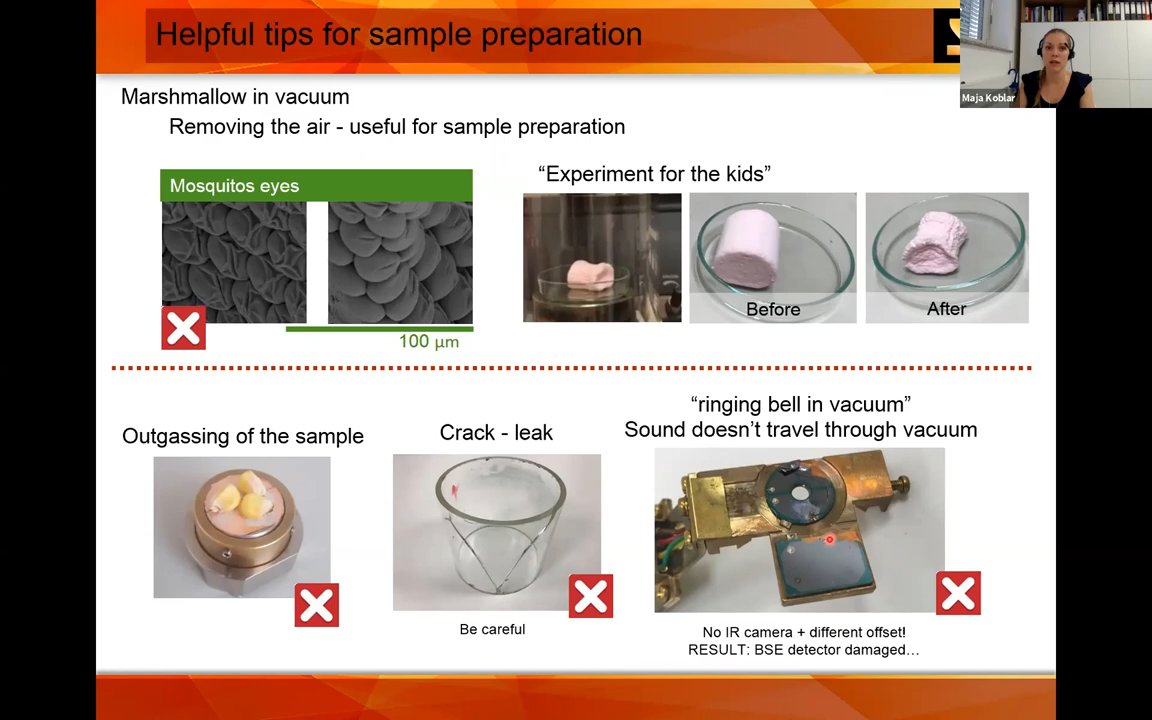 Helpful tips for sample preparation
Maja Koblar
Marshmallow in vacuum
Removing the air - useful for sample preparation
Mosquitos eyes
100 μm
“Experiment for the kids”
Before
After
Outgassing of the sample
Crack - leak
Be careful
“ringing bell in vacuum”
Sound doesn’t travel through vacuum
No IR camera + different offset!
RESULT: BSE detector damaged…